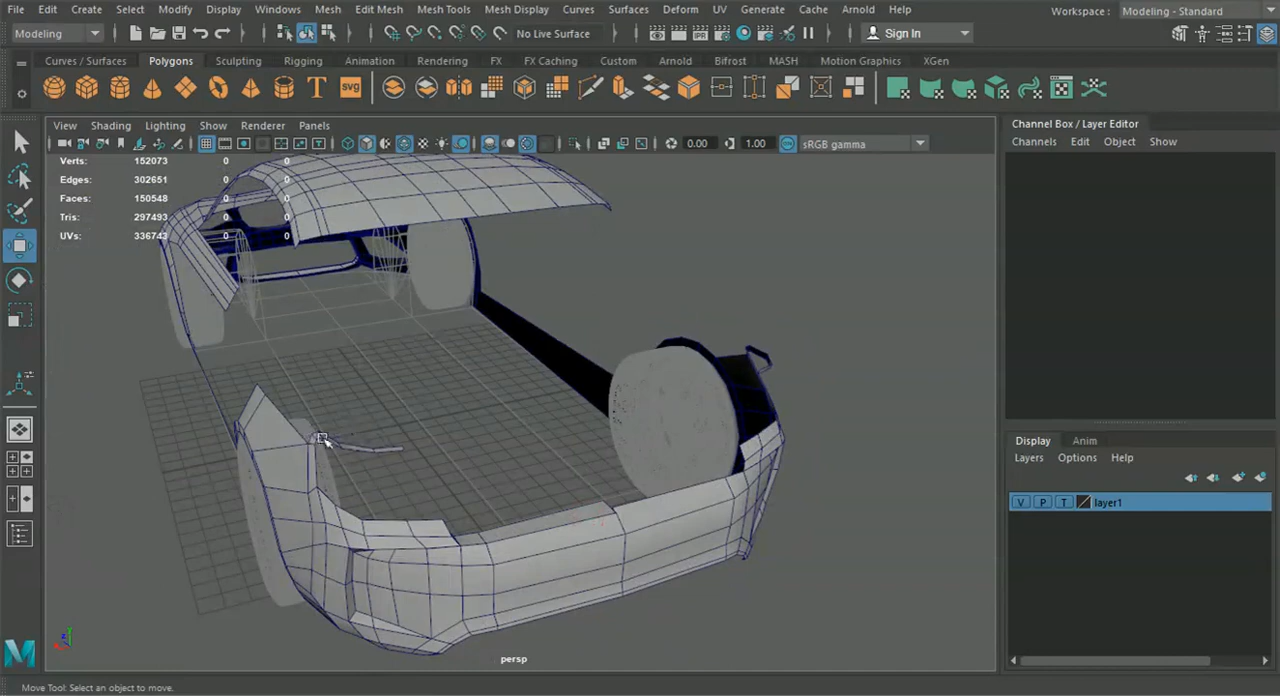 File Edit Create Select Modify Display Windows Mesh Edit Mesh Mesh Tools Mesh Display Curves Surfaces Deform UV Generate Cache Arnold Help Workspace: Modeling - Standard
Modeling No Live Surface Sign In
Curves / Surfaces Polygons Sculpting Rigging Animation Rendering FX FX Caching Custom Arnold Bifrost MASH Motion Graphics XGen
T SVG
View Shading Lighting Show Renderer Panels
0.00 1.00 sRGB gamma
Verts: 152073 0 0
Edges: 302651 0 0
Faces: 150548 0 0
Tris: 297493 0 0
UVs: 336743 0 0
persp
Channel Box / Layer Editor
Channels Edit Object Show
Display Anim
Layers Options Help
V P T layer1
M
Move Tool: Select an object to move.